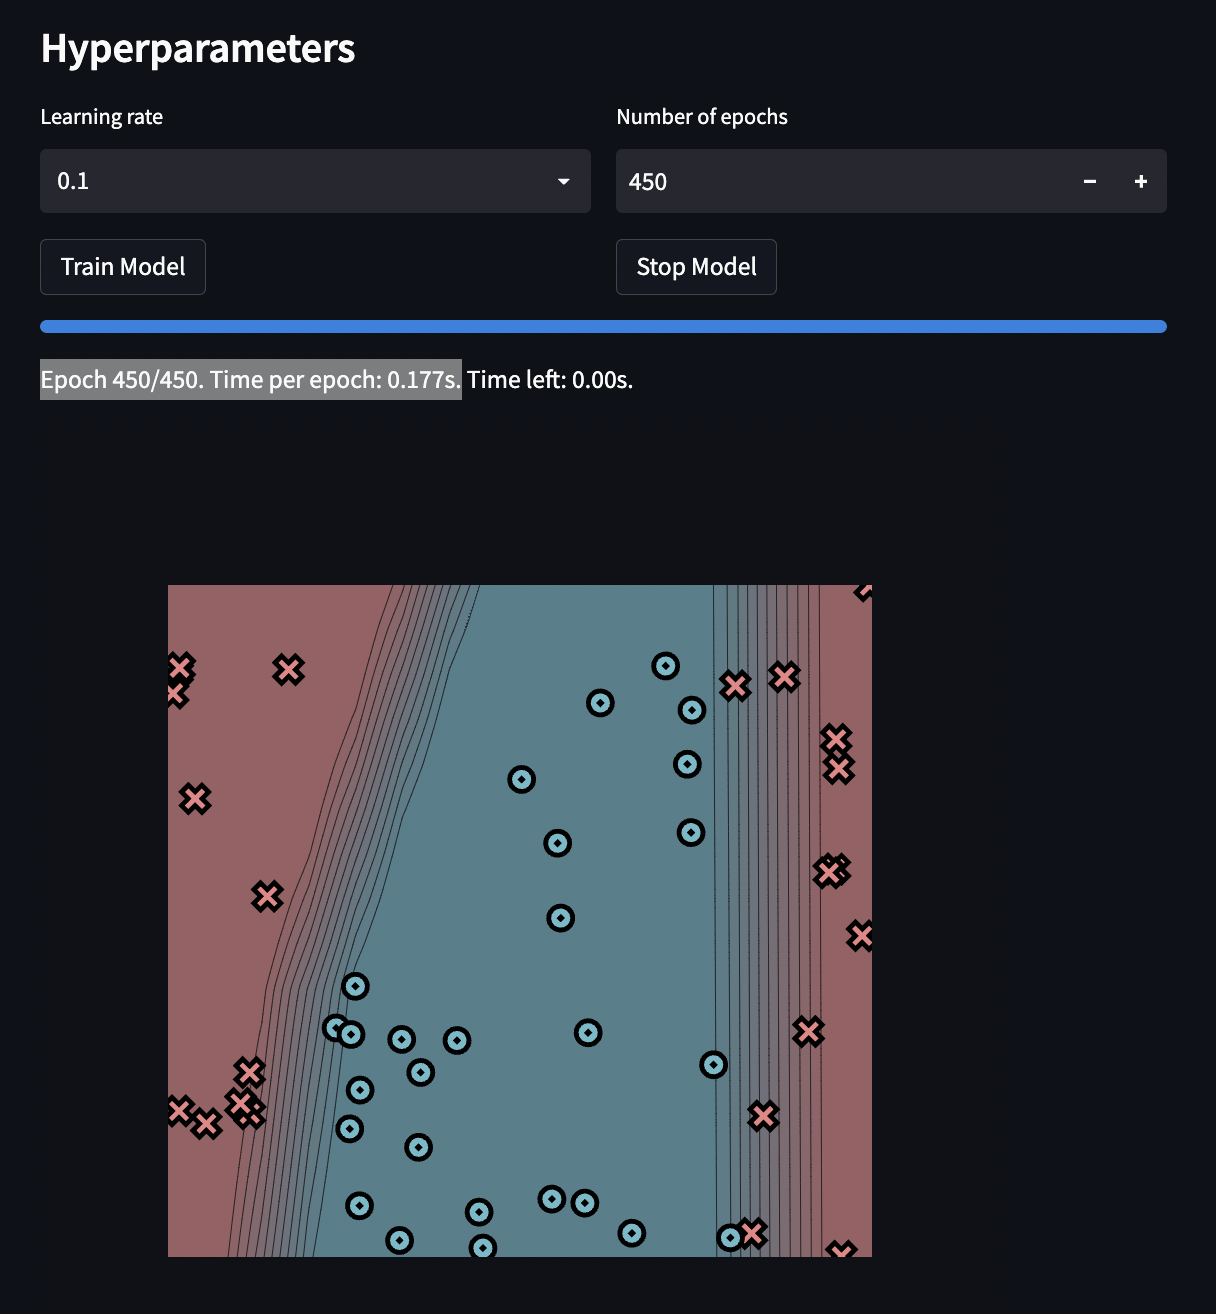 Hyperparameters
Learning rate
Number of epochs
0.1
450
Train Model
Stop Model
Epoch 450/450. Time per epoch: 0.177s. Time left: 0.00s.